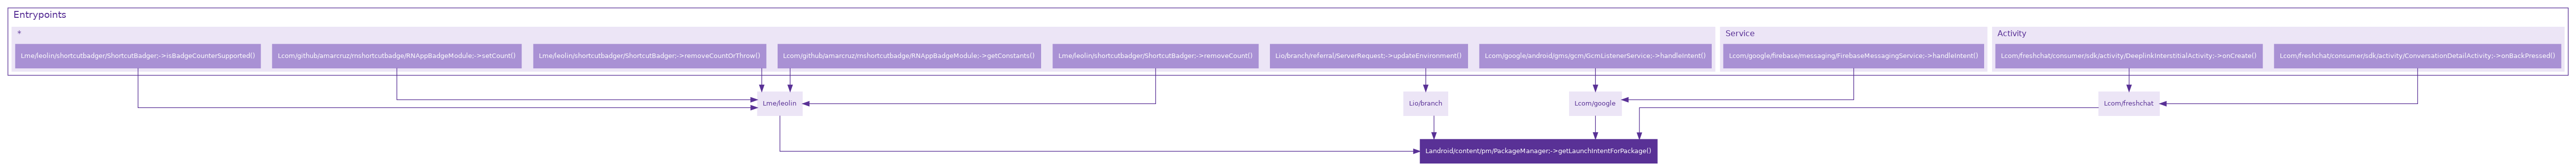 Entrypoints
*
Service
Activity
Lme/leolin/shortcutbadger/ShortcutBadger;->isBadgeCounterSupported()
Lcom/github/amarcruz/rnshortcutbadge/RNAppBadgeModule;->setCount()
Lme/leolin/shortcutbadger/ShortcutBadger;->removeCountOrThrow()
Lcom/github/amarcruz/rnshortcutbadge/RNAppBadgeModule;->getConstants()
Lme/leolin/shortcutbadger/ShortcutBadger;->removeCount()
Lio/branch/referral/ServerRequest;->updateEnvironment()
Lcom/google/android/gms/gcm/GcmListenerService;->handleIntent()
Lcom/google/firebase/messaging/FirebaseMessagingService;->handleIntent()
Lcom/freshchat/consumer/sdk/activity/DeeplinkInterstitialActivity;->onCreate()
Lcom/freshchat/consumer/sdk/activity/ConversationDetailActivity;->onBackPressed()
Lme/leolin
Lio/branch
Lcom/google
Lcom/freshchat
Landroid/content/pm/PackageManager;->getLaunchIntentForPackage()